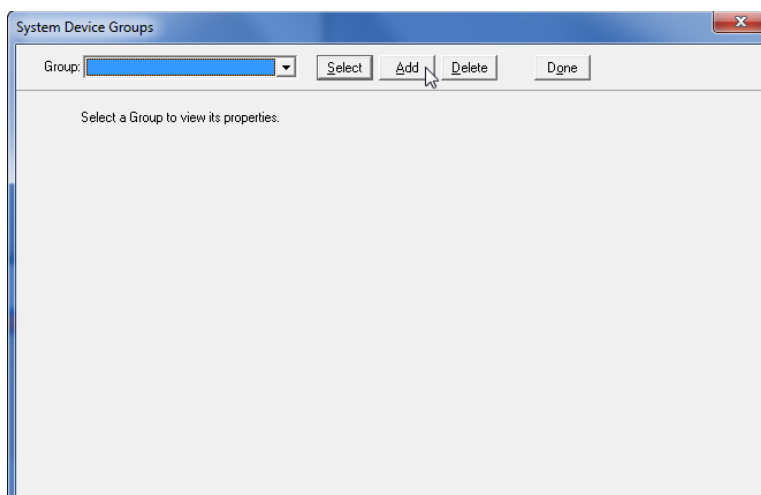 System Device Groups
Group: Select Add Delete Done
Select a Group to view its properties.